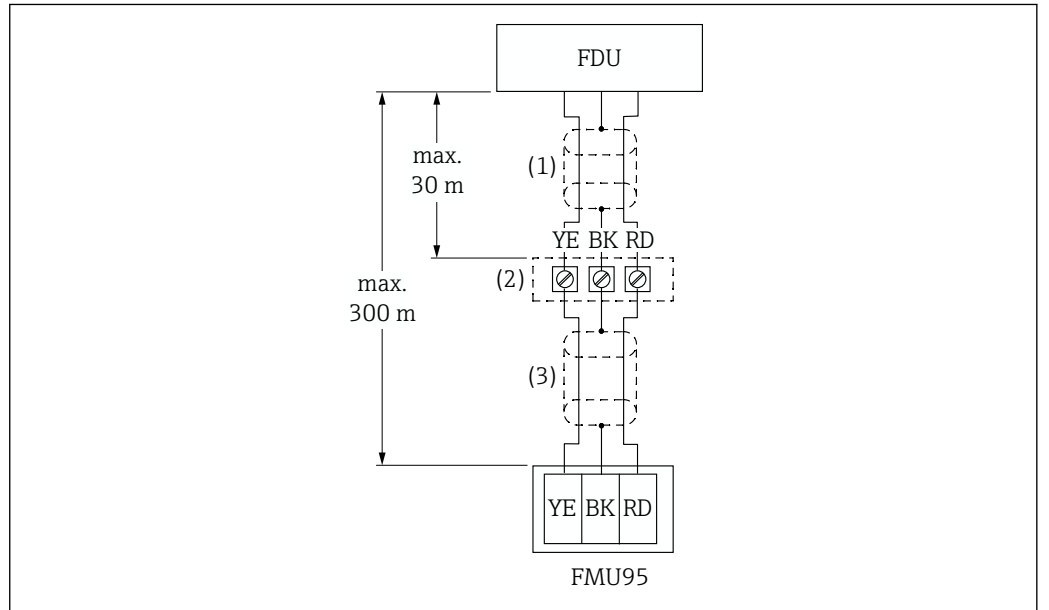 FDU
max.
30 m
(1)
YE BK RD
(2)
max.
300 m
(3)
YE BK RD
FMU95